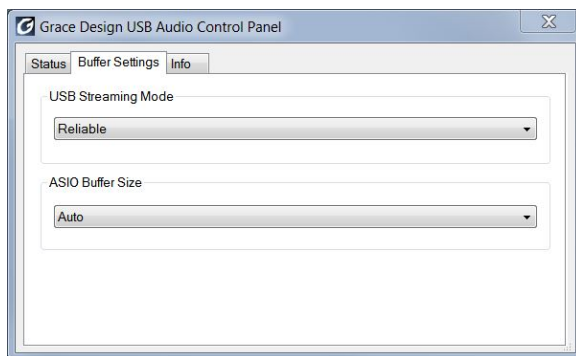 Grace Design USB Audio Control Panel
Status Buffer Settings Info
USB Streaming Mode
Reliable
ASIO Buffer Size
Auto